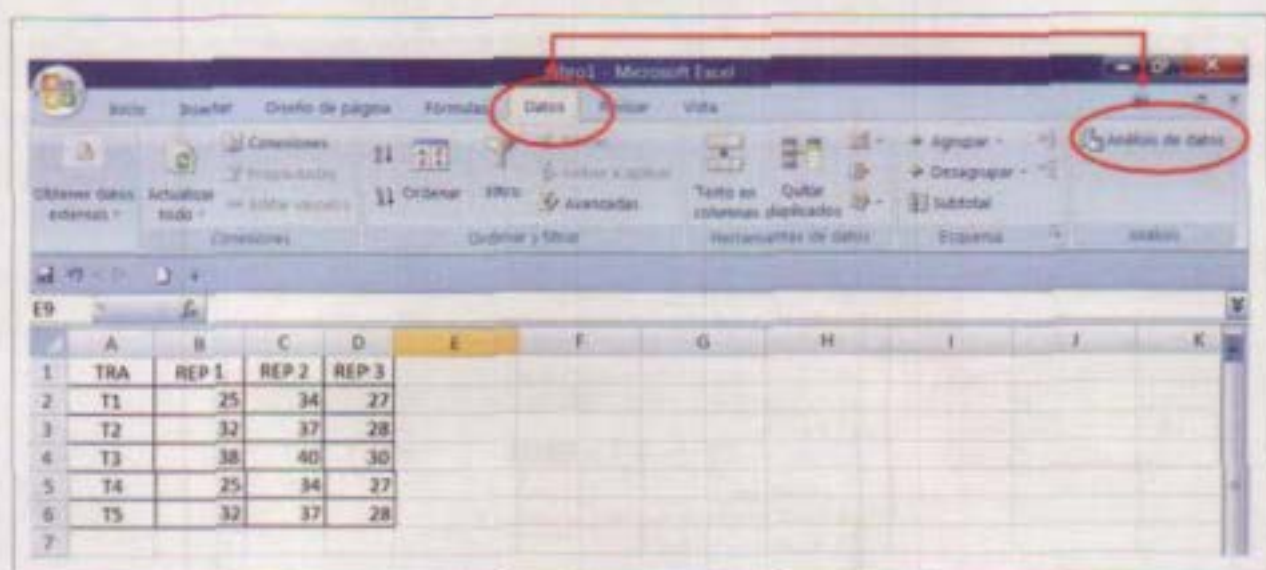 Libro1 - Microsoft Excel
Inicio Insertar Diseño de página Fórmulas Datos Revisar Vista
Obtener datos externos
Actualizar todo
Conexiones
Propiedades
Conexiones
Ordenar
Filtro
Avanzadas
Ordenar y filtrar
Texto en columnas
Quitar duplicados
Herramientas de datos
Agrupar
Desagrupar
Subtotal
Esquema
Análisis de datos
Análisis
E9
A B C D E F G H I J K
1 TRA REP 1 REP 2 REP 3
2 T1 25 34 27
3 T2 32 37 28
4 T3 38 40 30
5 T4 25 34 27
6 T5 32 37 28
7